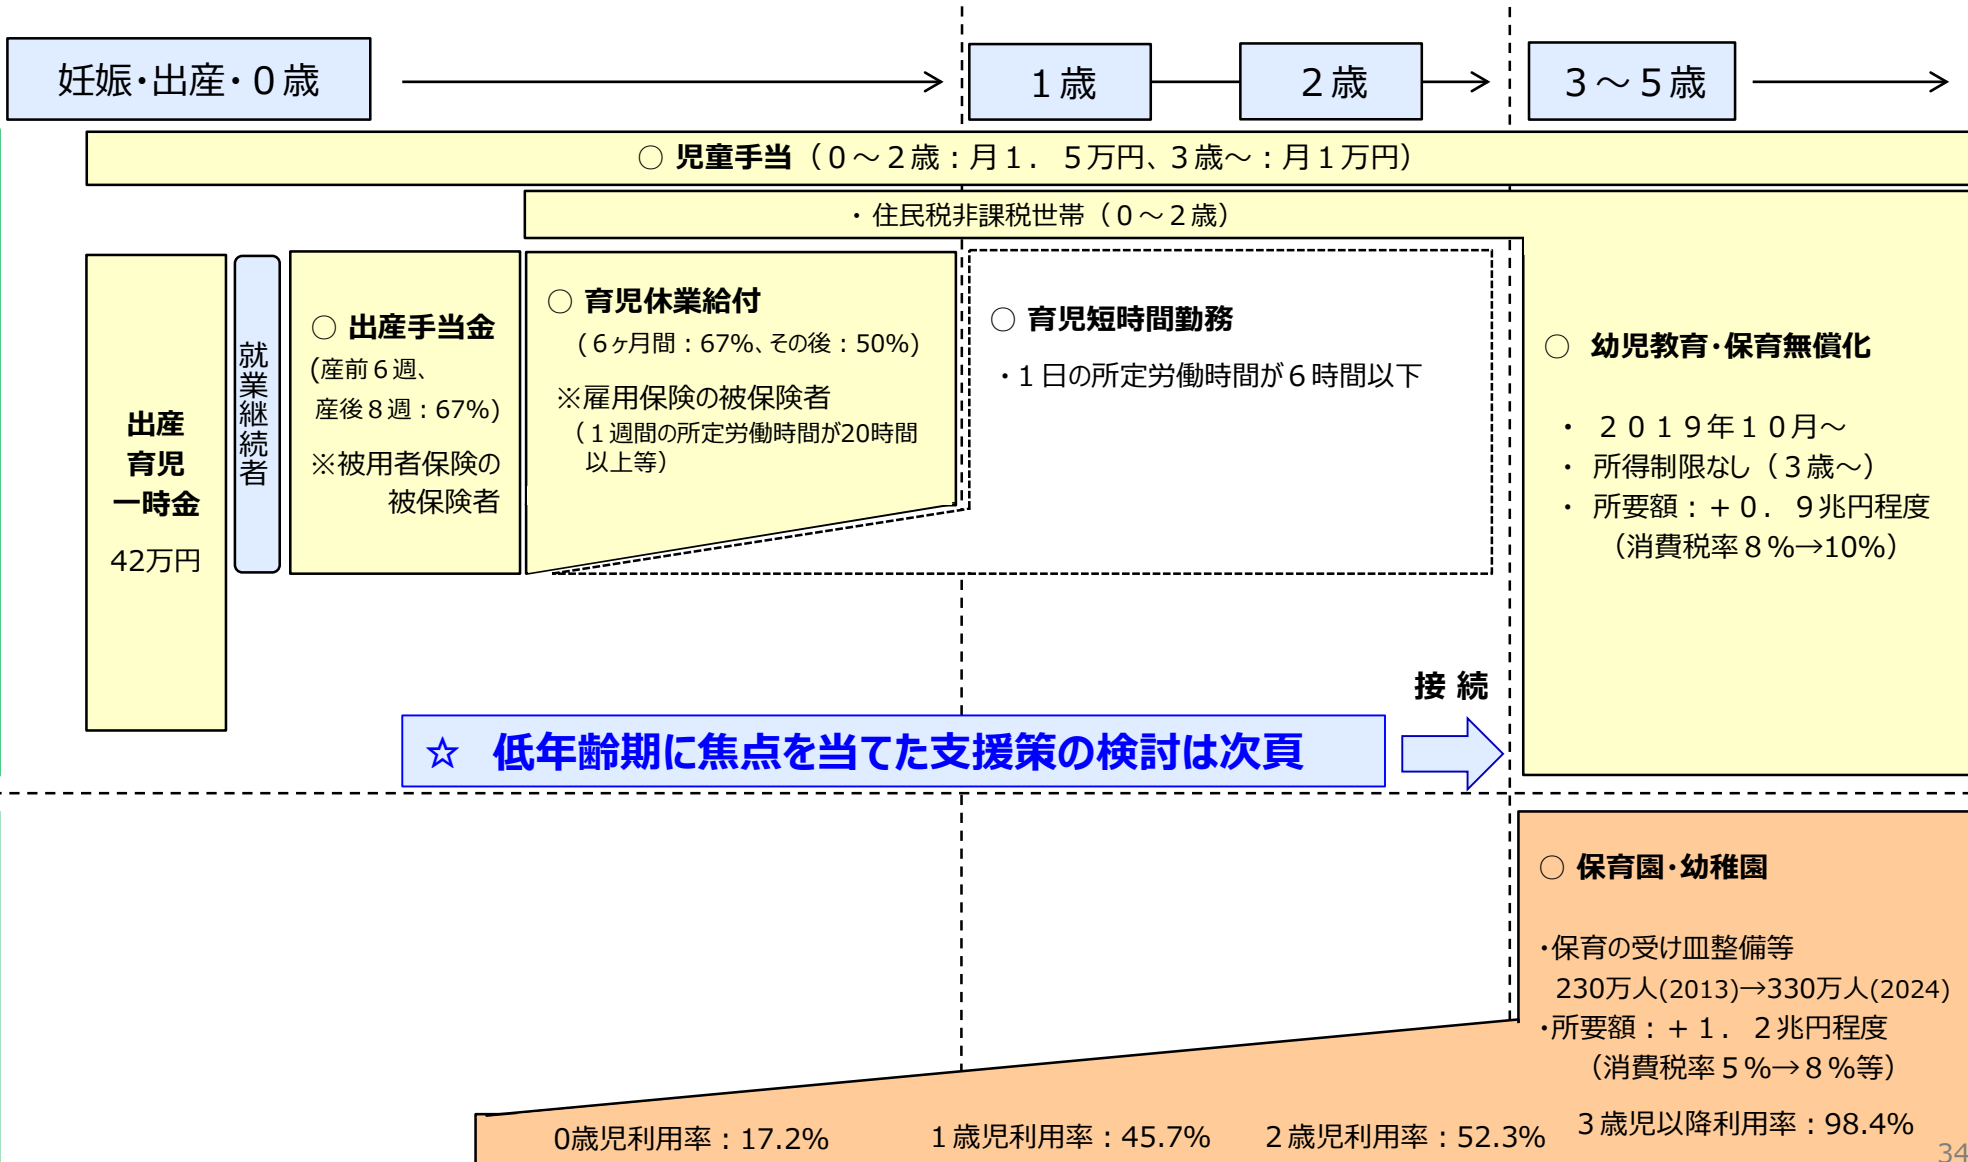 妊娠・出産・０歳
１歳
２歳
３～５歳
○ 児童手当（０～２歳：月１．５万円、３歳～：月１万円）
・住民税非課税世帯（０～２歳）
出産
育児
一時金
42万円
就業継続者
○ 出産手当金
(産前６週、
産後８週：67%)
※被用者保険の
被保険者
○ 育児休業給付
(６ヶ月間：67%、その後：50%)
※雇用保険の被保険者
（１週間の所定労働時間が20時間
以上等）
○ 育児短時間勤務
・１日の所定労働時間が６時間以下
○ 幼児教育・保育無償化
・ ２０１９年１０月～
・ 所得制限なし（３歳～）
・ 所要額：＋０．９兆円程度
（消費税率８%→10%）
接 続
☆ 低年齢期に焦点を当てた支援策の検討は次頁
○ 保育園・幼稚園
・保育の受け皿整備等
230万人(2013)→330万人(2024)
・所要額：＋１．２兆円程度
（消費税率５%→８%等）
0歳児利用率：17.2%
１歳児利用率：45.7%
２歳児利用率：52.3%
３歳児以降利用率：98.4%
34